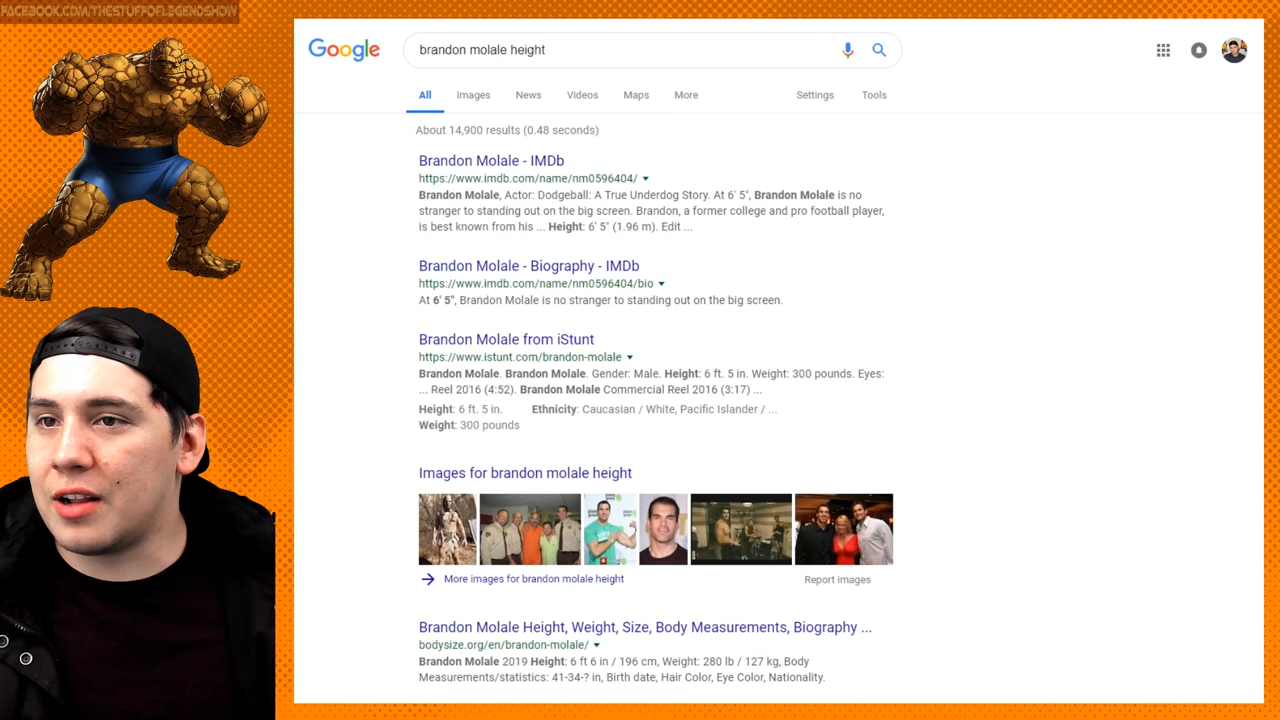 FACEBOOK.COM/THESTUFFOFLEGENDSHOW
Google
brandon molale height
All Images News Videos Maps More Settings Tools
About 14,900 results (0.48 seconds)
Brandon Molale - IMDb
https://www.imdb.com/name/nm0596404/
Brandon Molale, Actor: Dodgeball: A True Underdog Story. At 6' 5", Brandon Molale is no
stranger to standing out on the big screen. Brandon, a former college and pro football player,
is best known from his ... Height: 6' 5" (1.96 m). Edit ...
Brandon Molale - Biography - IMDb
https://www.imdb.com/name/nm0596404/bio
At 6' 5", Brandon Molale is no stranger to standing out on the big screen.
Brandon Molale from iStunt
https://www.istunt.com/brandon-molale
Brandon Molale. Brandon Molale. Gender: Male. Height: 6 ft. 5 in. Weight: 300 pounds. Eyes:
... Reel 2016 (4:52). Brandon Molale Commercial Reel 2016 (3:17) ...
Height: 6 ft. 5 in. Ethnicity: Caucasian / White, Pacific Islander / ...
Weight: 300 pounds
Images for brandon molale height
More images for brandon molale height Report images
Brandon Molale Height, Weight, Size, Body Measurements, Biography ...
bodysize.org/en/brandon-molale/
Brandon Molale 2019 Height: 6 ft 6 in / 196 cm, Weight: 280 lb / 127 kg, Body
Measurements/statistics: 41-34-? in, Birth date, Hair Color, Eye Color, Nationality.